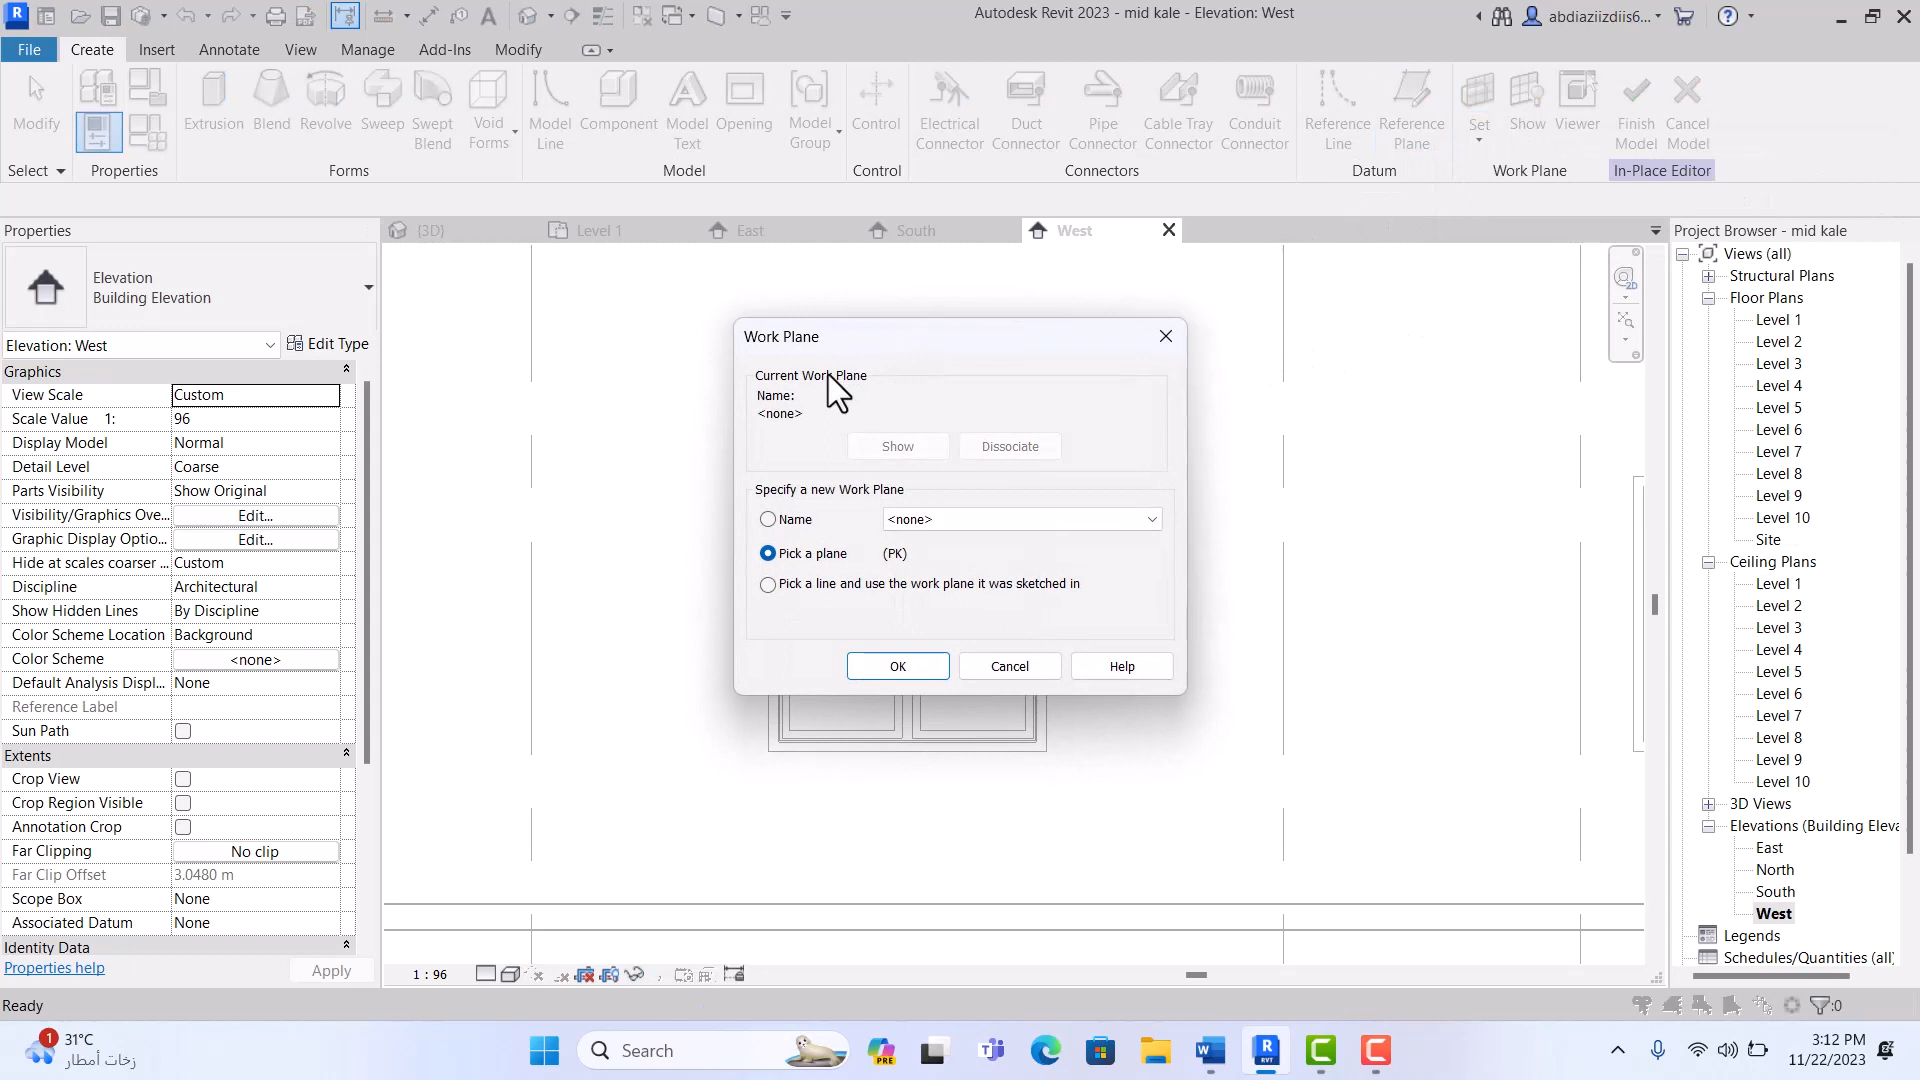 Autodesk Revit 2023 - mid kale - Elevation: West
abdiaziizdiis6...
File Create Insert Annotate View Manage Add-Ins Modify
Modify
Extrusion Blend Revolve Sweep Swept Blend Void Forms
Model Line Component Model Text Opening Model Group
Control
Electrical Connector Duct Connector Pipe Connector Cable Tray Connector Conduit Connector
Reference Line Reference Plane
Set Show Viewer
Finish Model Cancel Model
Select Properties Forms Model Control Connectors Datum Work Plane In-Place Editor
Properties
Elevation
Building Elevation
Elevation: West Edit Type
Graphics
View Scale Custom
Scale Value 1: 96
Display Model Normal
Detail Level Coarse
Parts Visibility Show Original
Visibility/Graphics Ove... Edit...
Graphic Display Optio... Edit...
Hide at scales coarser ... Custom
Discipline Architectural
Show Hidden Lines By Discipline
Color Scheme Location Background
Color Scheme <none>
Default Analysis Displ... None
Reference Label
Sun Path
Extents
Crop View
Crop Region Visible
Annotation Crop
Far Clipping No clip
Far Clip Offset 3.0480 m
Scope Box None
Associated Datum None
Identity Data
Properties help Apply
{3D} Level 1 East South West
Work Plane
Current Work Plane
Name:
<none>
Show Dissociate
Specify a new Work Plane
Name <none>
Pick a plane (PK)
Pick a line and use the work plane it was sketched in
OK Cancel Help
2D
1 : 96
Project Browser - mid kale
Views (all)
Structural Plans
Floor Plans
Level 1
Level 2
Level 3
Level 4
Level 5
Level 6
Level 7
Level 8
Level 9
Level 10
Site
Ceiling Plans
Level 1
Level 2
Level 3
Level 4
Level 5
Level 6
Level 7
Level 8
Level 9
Level 10
3D Views
Elevations (Building Eleva
East
North
South
West
Legends
Schedules/Quantities (all)
Ready
:0
1
31°C
زخات أمطار
Search
PRE
3:12 PM
11/22/2023